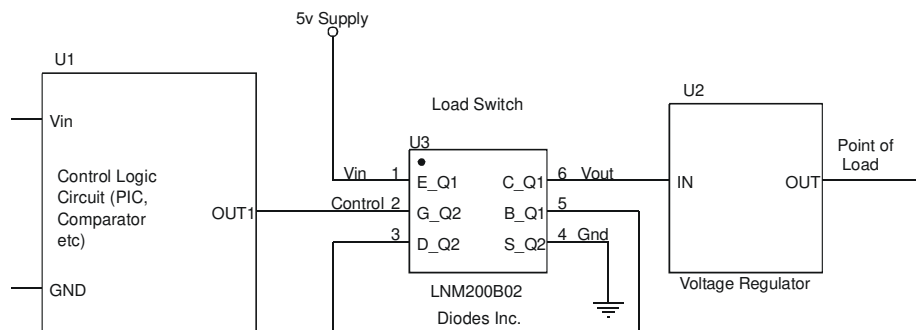 5v Supply
U1
Vin
Control Logic
Circuit (PIC,
Comparator
etc)
OUT1
GND
Load Switch
U3
Vin 1
Control 2
3
E_Q1
G_Q2
D_Q2
C_Q1
B_Q1
S_Q2
6 Vout
5
4 Gnd
LNM200B02
Diodes Inc.
U2
IN
OUT
Voltage Regulator
Point of
Load